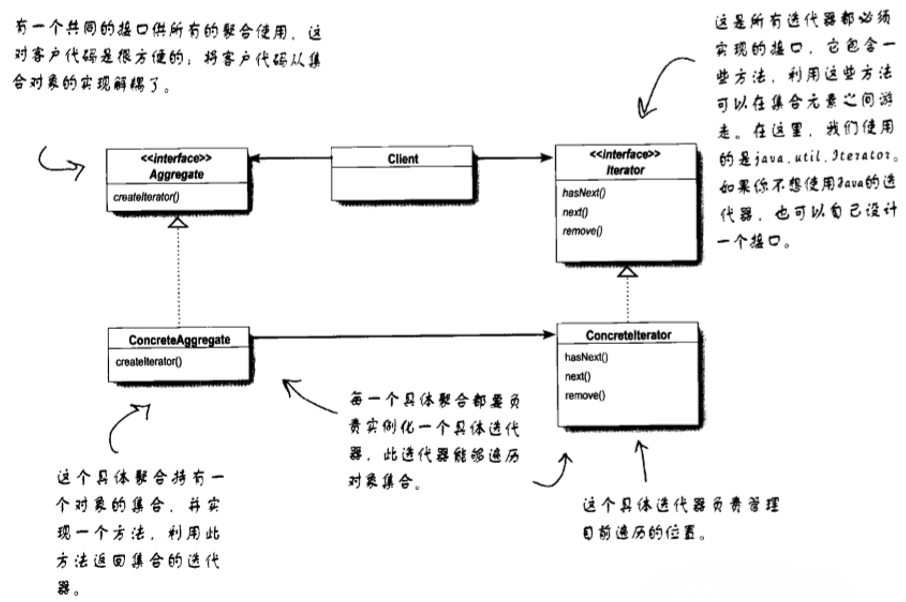 有一个共同的接口供所有的聚合使用，这
对客户代码是很方便的；将客户代码从集
合对象的实现解耦了。
这是所有迭代器都必须
实现的接口，它包含一
些方法，利用这些方法
可以在集合元素之间游
走。在这里，我们使用
的是java.util.Iterator。
如果你不想使用Java的迭
代器，也可以自己设计
一个接口。
<<interface>>
Aggregate
createIterator()
Client
<<interface>>
Iterator
hasNext()
next()
remove()
ConcreteAggregate
createIterator()
ConcreteIterator
hasNext()
next()
remove()
每一个具体聚合都要负
责实例化一个具体迭代
器，此迭代器能够遍历
对象集合。
这个具体聚合持有一
个对象的集合，并实
现一个方法，利用此
方法返回集合的迭代
器。
这个具体迭代器负责管理
目前遍历的位置。